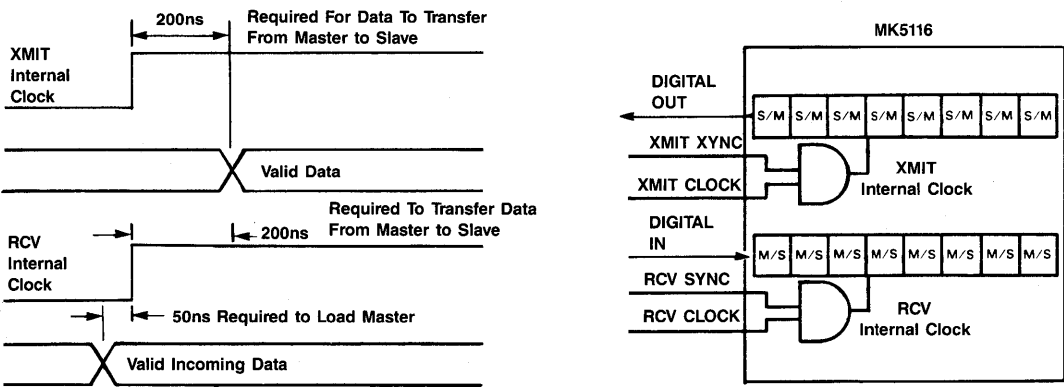 200ns
Required For Data To Transfer
From Master to Slave
XMIT
Internal
Clock
Valid Data
Required To Transfer Data
From Master to Slave
200ns
RCV
Internal
Clock
50ns Required to Load Master
Valid Incoming Data
MK5116
DIGITAL
OUT
S/M S/M S/M S/M S/M S/M S/M S/M
XMIT XYNC
XMIT CLOCK
XMIT
Internal Clock
DIGITAL
IN
M/S M/S M/S M/S M/S M/S M/S M/S
RCV SYNC
RCV CLOCK
RCV
Internal Clock